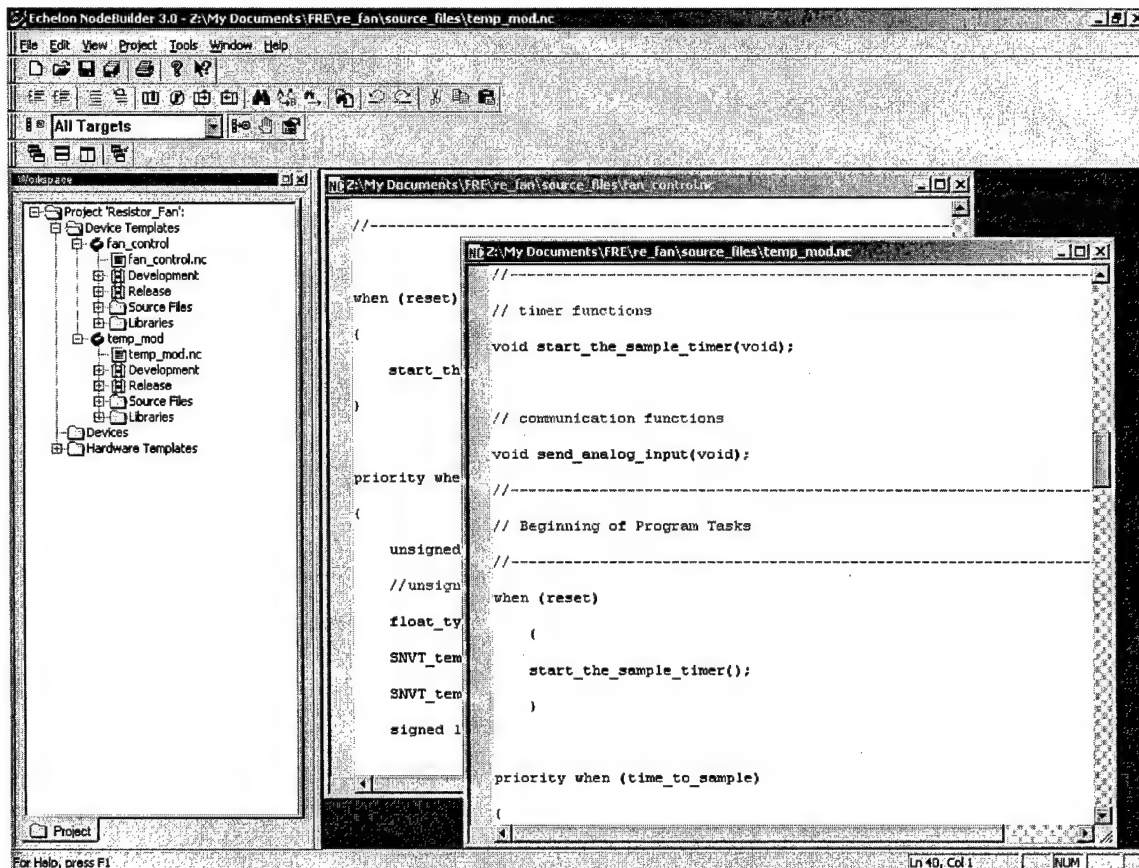 Echelon NodeBuilder 3.0 - Z:\My Documents\FRE\re_fan\source_files\temp_mod.nc
File Edit View Project Tools Window Help
All Targets
Workspace
Project 'Resistor_Fan':
Device Templates
fan_control
fan_control.nc
Development
Release
Source Files
Libraries
temp_mod
temp_mod.nc
Development
Release
Source Files
Libraries
Devices
Hardware Templates
Project
NC Z:\My Documents\FRE\re_fan\source_files\fan_control.nc
//------------------------------------------------------------
when (reset)
{
start_th
}
priority whe
{
unsigned
//unsign
float_ty
SNVT_tem
SNVT_tem
signed l
NC Z:\My Documents\FRE\re_fan\source_files\temp_mod.nc
//------------------------------------------------------------
// timer functions
void start_the_sample_timer(void);
// communication functions
void send_analog_input(void);
//------------------------------------------------------------
// Beginning of Program Tasks
//------------------------------------------------------------
when (reset)
{
start_the_sample_timer();
}
priority when (time_to_sample)
{
For Help, press F1
Ln 40, Col 1
NUM